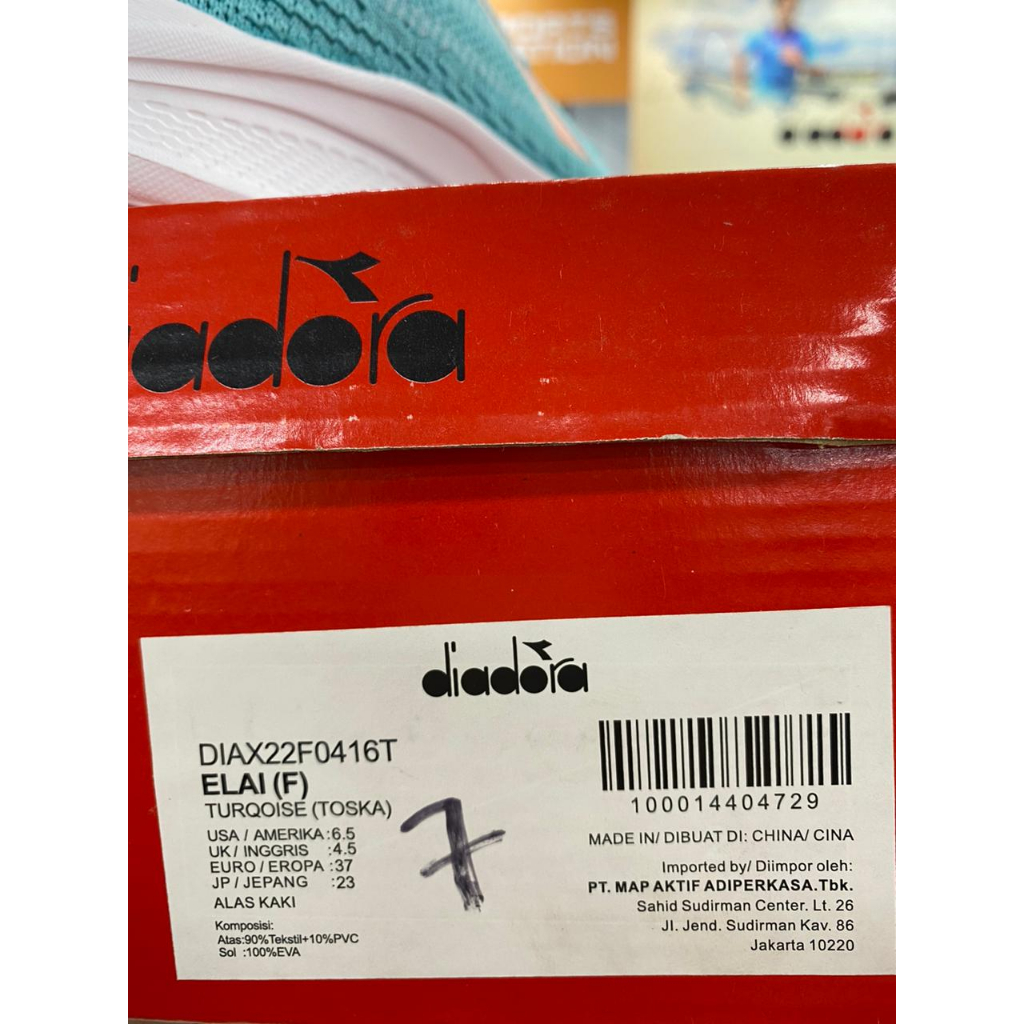 diadora
diadora
DIAX22F0416T
ELAI (F)
TURQOISE (TOSKA)
USA / AMERIKA :6.5
UK / INGGRIS :4.5
EURO / EROPA :37
JP / JEPANG :23
ALAS KAKI
Komposisi:
Atas:90%Tekstil+10%PVC
Sol :100%EVA
7
100014404729
MADE IN/ DIBUAT DI: CHINA/ CINA
Imported by/ Diimpor oleh:
PT. MAP AKTIF ADIPERKASA.Tbk.
Sahid Sudirman Center. Lt. 26
Jl. Jend. Sudirman Kav. 86
Jakarta 10220